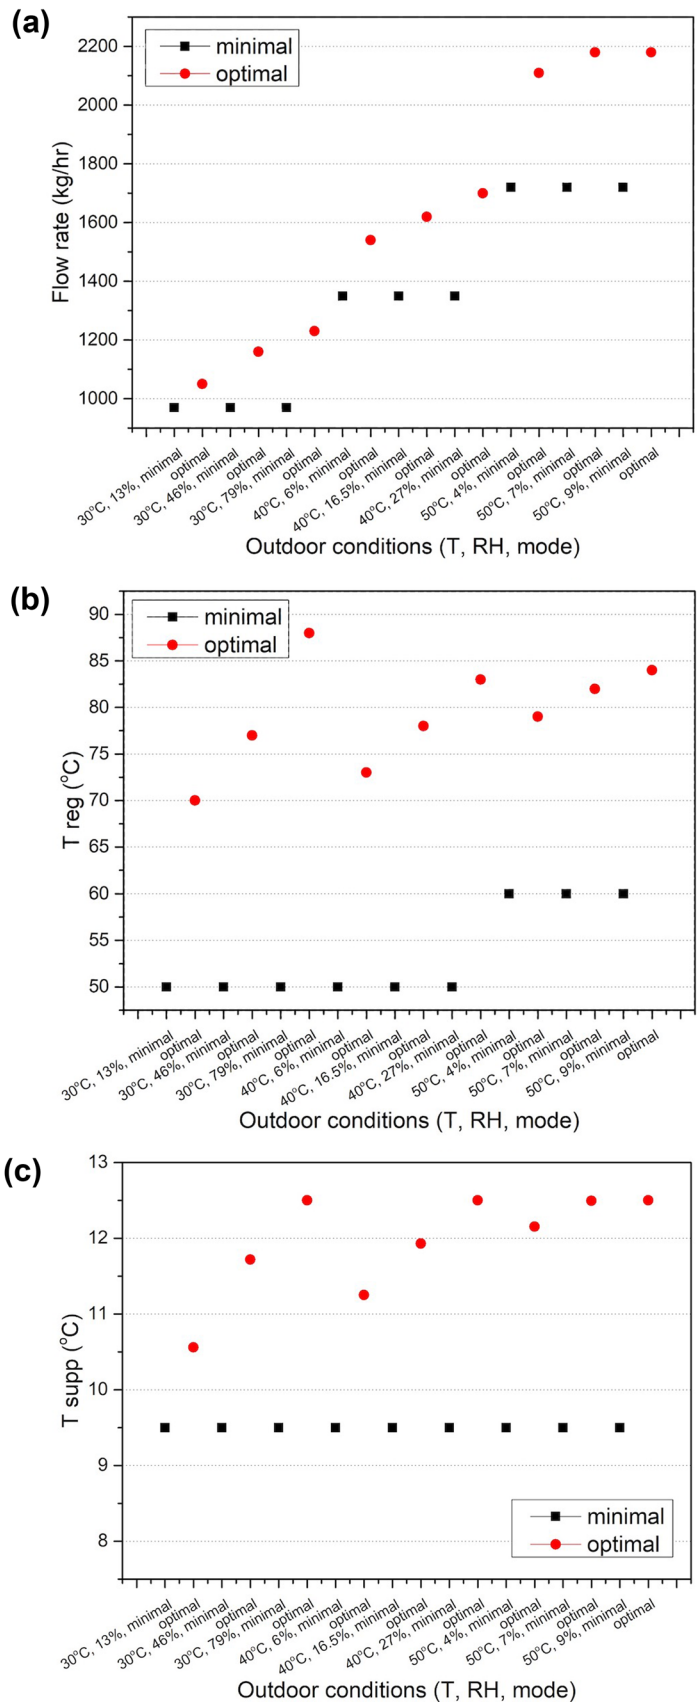 (a)
minimal
optimal
2200
2000
1800
1600
1400
1200
1000
Flow rate (kg/hr)
30°C, 13%, minimal
optimal
30°C, 46%, minimal
optimal
30°C, 79%, minimal
optimal
40°C, 6%, minimal
optimal
40°C, 16.5%, minimal
optimal
40°C, 27%, minimal
optimal
50°C, 4%, minimal
optimal
50°C, 7%, minimal
optimal
50°C, 9%, minimal
optimal
Outdoor conditions (T, RH, mode)
(b)
minimal
optimal
90
85
80
75
70
65
60
55
50
T reg (°C)
30°C, 13%, minimal
optimal
30°C, 46%, minimal
optimal
30°C, 79%, minimal
optimal
40°C, 6%, minimal
optimal
40°C, 16.5%, minimal
optimal
40°C, 27%, minimal
optimal
50°C, 4%, minimal
optimal
50°C, 7%, minimal
optimal
50°C, 9%, minimal
optimal
Outdoor conditions (T, RH, mode)
(c)
13
12
11
10
9
8
T supp (°C)
minimal
optimal
30°C, 13%, minimal
optimal
30°C, 46%, minimal
optimal
30°C, 79%, minimal
optimal
40°C, 6%, minimal
optimal
40°C, 16.5%, minimal
optimal
40°C, 27%, minimal
optimal
50°C, 4%, minimal
optimal
50°C, 7%, minimal
optimal
50°C, 9%, minimal
optimal
Outdoor conditions (T, RH, mode)